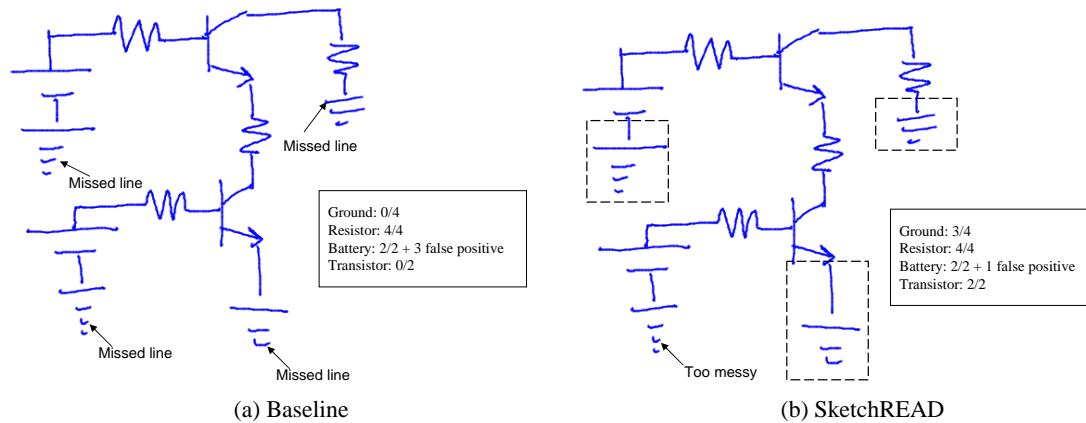 Missed line
Missed line
Ground: 0/4
Resistor: 4/4
Battery: 2/2 + 3 false positive
Transistor: 0/2
Missed line
Missed line
(a) Baseline
Ground: 3/4
Resistor: 4/4
Battery: 2/2 + 1 false positive
Transistor: 2/2
Too messy
(b) SketchREAD